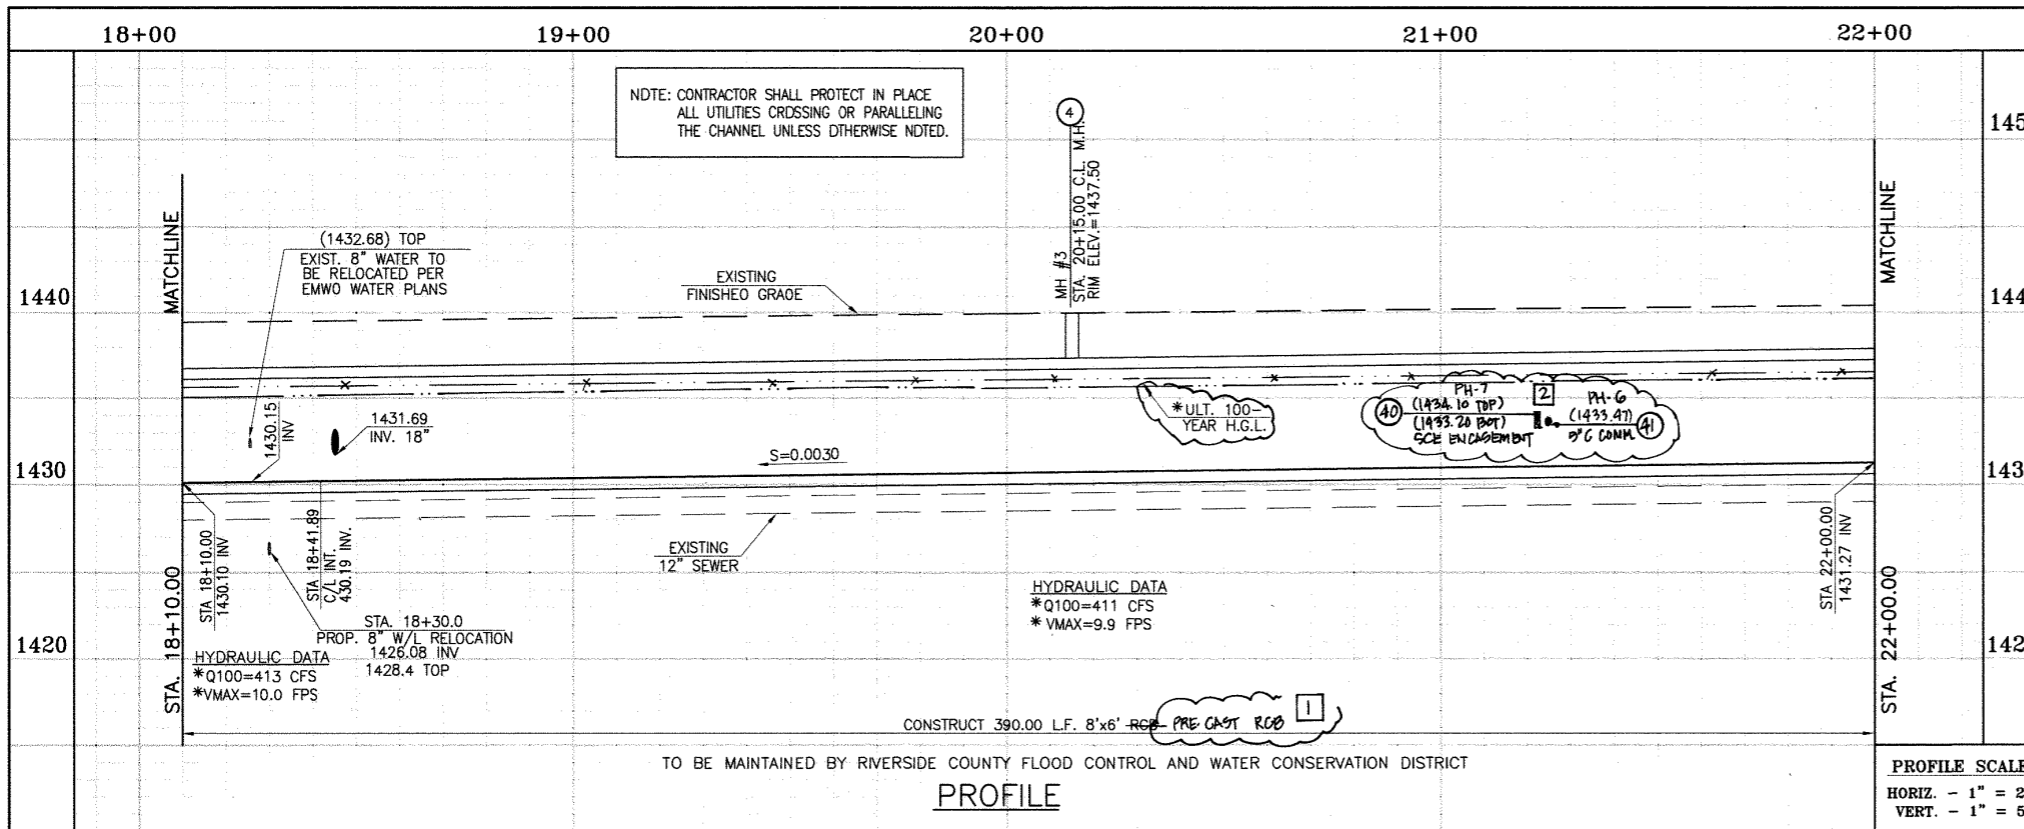 18+00
19+00
20+00
21+00
22+00
NOTE: CONTRACTOR SHALL PROTECT IN PLACE
ALL UTILITIES CROSSING OR PARALLELING
THE CHANNEL UNLESS OTHERWISE NOTED.
4
MH #3
STA. 20+15.00 C.L. M.H.
RIM ELEV.=1437.50
145
MATCHLINE
MATCHLINE
(1432.68) TOP
EXIST. 8" WATER TO
BE RELOCATED PER
EMWD WATER PLANS
EXISTING
FINISHED GRADE
1440
144
1430.15
INV
1431.69
INV. 18"
*ULT. 100-
YEAR H.G.L.
40
PH-7
(1434.10 TOP)
(1433.20 BOT)
SCE ENCASEMENT
2
PH-6
(1433.47)
5"C COMM.
41
S=0.0030
1430
143
STA 18+10.00
1430.10 INV
STA 18+41.89
C/L INT.
430.19 INV.
EXISTING
12" SEWER
STA 22+00.00
1431.27 INV
HYDRAULIC DATA
*Q100=411 CFS
*VMAX=9.9 FPS
STA. 18+30.0
PROP. 8" W/L RELOCATION
1426.08 INV
1428.4 TOP
1420
142
STA. 18+10.00
STA. 22+00.00
HYDRAULIC DATA
*Q100=413 CFS
*VMAX=10.0 FPS
CONSTRUCT 390.00 L.F. 8'x6' RCB PRE CAST RCB
1
TO BE MAINTAINED BY RIVERSIDE COUNTY FLOOD CONTROL AND WATER CONSERVATION DISTRICT
PROFILE
PROFILE SCALE
HORIZ. - 1" = 2
VERT. - 1" = 5